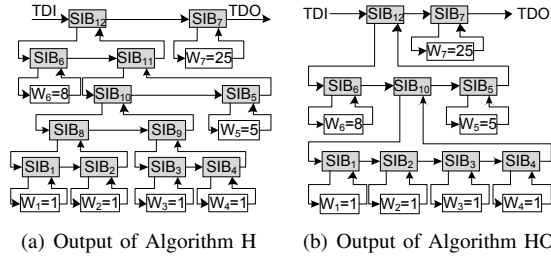 TDI SIB12 SIB7 TDO
SIB6 SIB11 W7=25
W6=8 SIB10 SIB5
SIB8 SIB9 W5=5
SIB1 SIB2 SIB3 SIB4
W1=1 W2=1 W3=1 W4=1
(a) Output of Algorithm H
TDI SIB12 SIB7 TDO
W7=25
SIB6 SIB10 SIB5
W6=8 W5=5
SIB1 SIB2 SIB3 SIB4
W1=1 W2=1 W3=1 W4=1
(b) Output of Algorithm HO